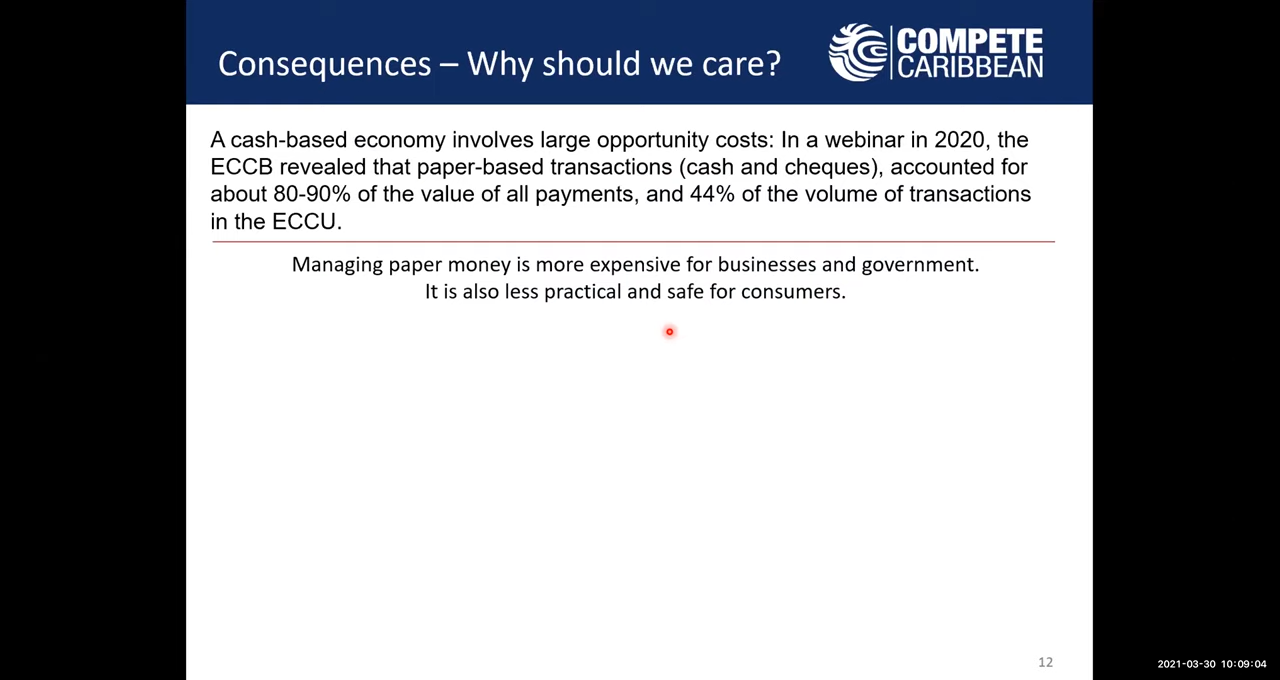 Consequences – Why should we care?
COMPETE
CARIBBEAN
A cash-based economy involves large opportunity costs: In a webinar in 2020, the
ECCB revealed that paper-based transactions (cash and cheques), accounted for
about 80-90% of the value of all payments, and 44% of the volume of transactions
in the ECCU.
Managing paper money is more expensive for businesses and government.
It is also less practical and safe for consumers.
12
2021-03-30 10:09:04